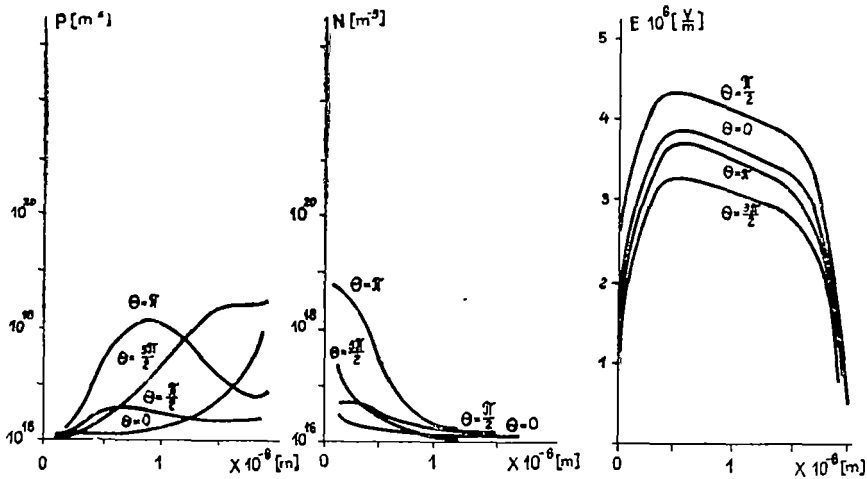 P [m⁻³]
10²⁰
10¹⁸
10¹⁶
Θ=π
Θ=3π/2
Θ=π/2
Θ=0
0 1 X 10⁻⁶ [m]
N [m⁻³]
10²⁰
10¹⁸
10¹⁶
Θ=π
Θ=3π/2
Θ=π/2
Θ=0
0 1 X 10⁻⁶ [m]
E 10⁶ [V/m]
5
4
3
2
1
Θ=π/2
Θ=0
Θ=π
Θ=3π/2
0 1 X 10⁻⁶ [m]